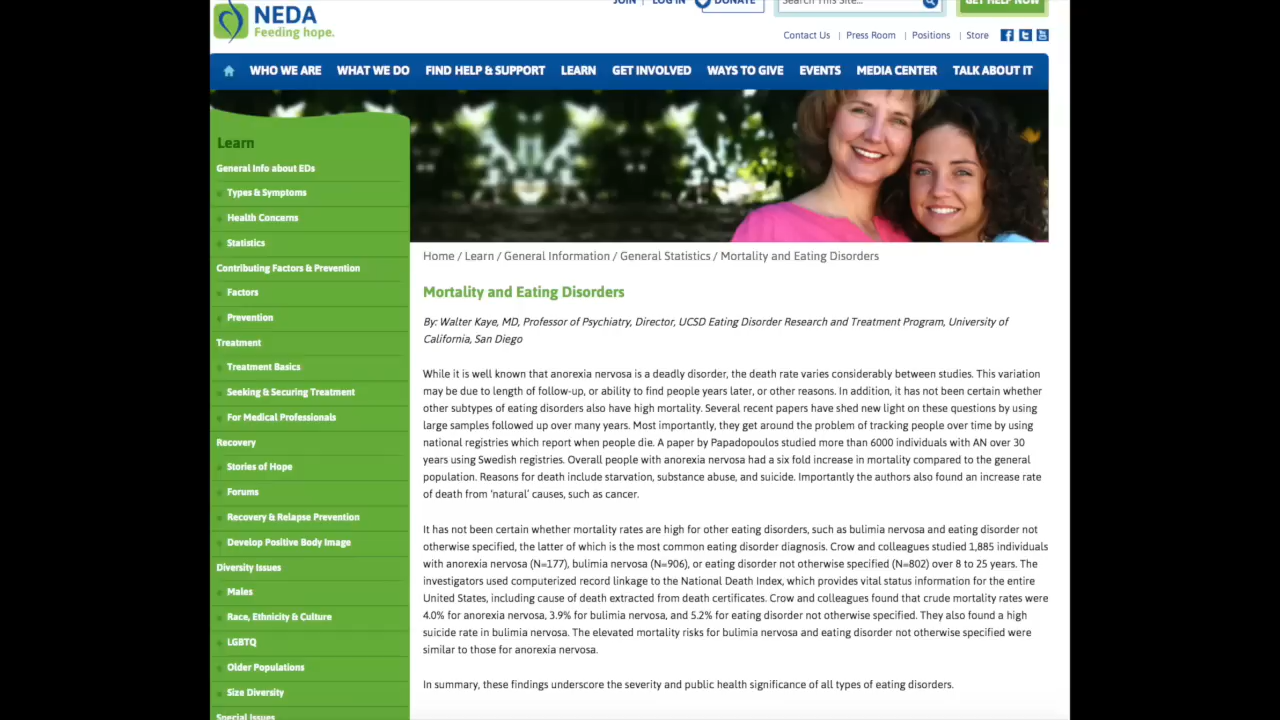 NEDA
Feeding hope.
JOIN | LOG IN DONATE Search This Site... GET HELP NOW
Contact Us | Press Room | Positions | Store
WHO WE ARE WHAT WE DO FIND HELP & SUPPORT LEARN GET INVOLVED WAYS TO GIVE EVENTS MEDIA CENTER TALK ABOUT IT
Learn
General Info about EDs
Types & Symptoms
Health Concerns
Statistics
Contributing Factors & Prevention
Factors
Prevention
Treatment
Treatment Basics
Seeking & Securing Treatment
For Medical Professionals
Recovery
Stories of Hope
Forums
Recovery & Relapse Prevention
Develop Positive Body Image
Diversity Issues
Males
Race, Ethnicity & Culture
LGBTQ
Older Populations
Size Diversity
Special Issues
Home / Learn / General Information / General Statistics / Mortality and Eating Disorders
Mortality and Eating Disorders
By: Walter Kaye, MD, Professor of Psychiatry, Director, UCSD Eating Disorder Research and Treatment Program, University of
California, San Diego
While it is well known that anorexia nervosa is a deadly disorder, the death rate varies considerably between studies. This variation
may be due to length of follow-up, or ability to find people years later, or other reasons. In addition, it has not been certain whether
other subtypes of eating disorders also have high mortality. Several recent papers have shed new light on these questions by using
large samples followed up over many years. Most importantly, they get around the problem of tracking people over time by using
national registries which report when people die. A paper by Papadopoulos studied more than 6000 individuals with AN over 30
years using Swedish registries. Overall people with anorexia nervosa had a six fold increase in mortality compared to the general
population. Reasons for death include starvation, substance abuse, and suicide. Importantly the authors also found an increase rate
of death from 'natural' causes, such as cancer.
It has not been certain whether mortality rates are high for other eating disorders, such as bulimia nervosa and eating disorder not
otherwise specified, the latter of which is the most common eating disorder diagnosis. Crow and colleagues studied 1,885 individuals
with anorexia nervosa (N=177), bulimia nervosa (N=906), or eating disorder not otherwise specified (N=802) over 8 to 25 years. The
investigators used computerized record linkage to the National Death Index, which provides vital status information for the entire
United States, including cause of death extracted from death certificates. Crow and colleagues found that crude mortality rates were
4.0% for anorexia nervosa, 3.9% for bulimia nervosa, and 5.2% for eating disorder not otherwise specified. They also found a high
suicide rate in bulimia nervosa. The elevated mortality risks for bulimia nervosa and eating disorder not otherwise specified were
similar to those for anorexia nervosa.
In summary, these findings underscore the severity and public health significance of all types of eating disorders.